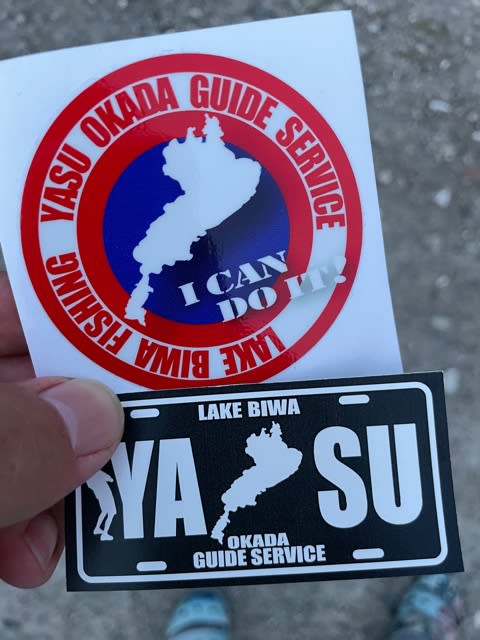 YASU OKADA GUIDE SERVICE
I CAN
DO IT!
LAKE BIWA FISHING
LAKE BIWA
YA SU
OKADA
GUIDE SERVICE